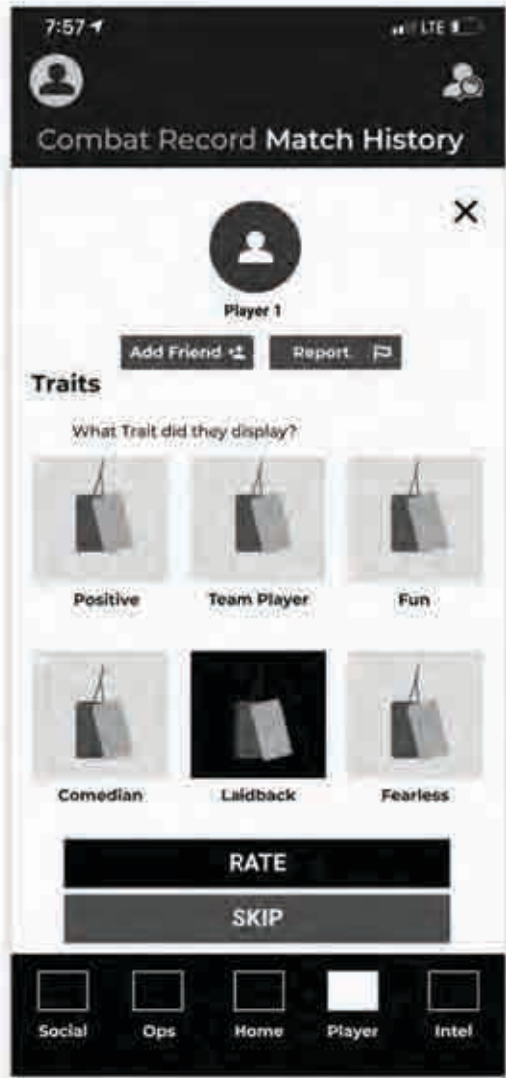 7:57
LTE
Combat Record Match History
Player 1
Add Friend Report
Traits
What Trait did they display?
Positive Team Player Fun
Comedian Laidback Fearless
RATE
SKIP
Social Ops Home Player Intel